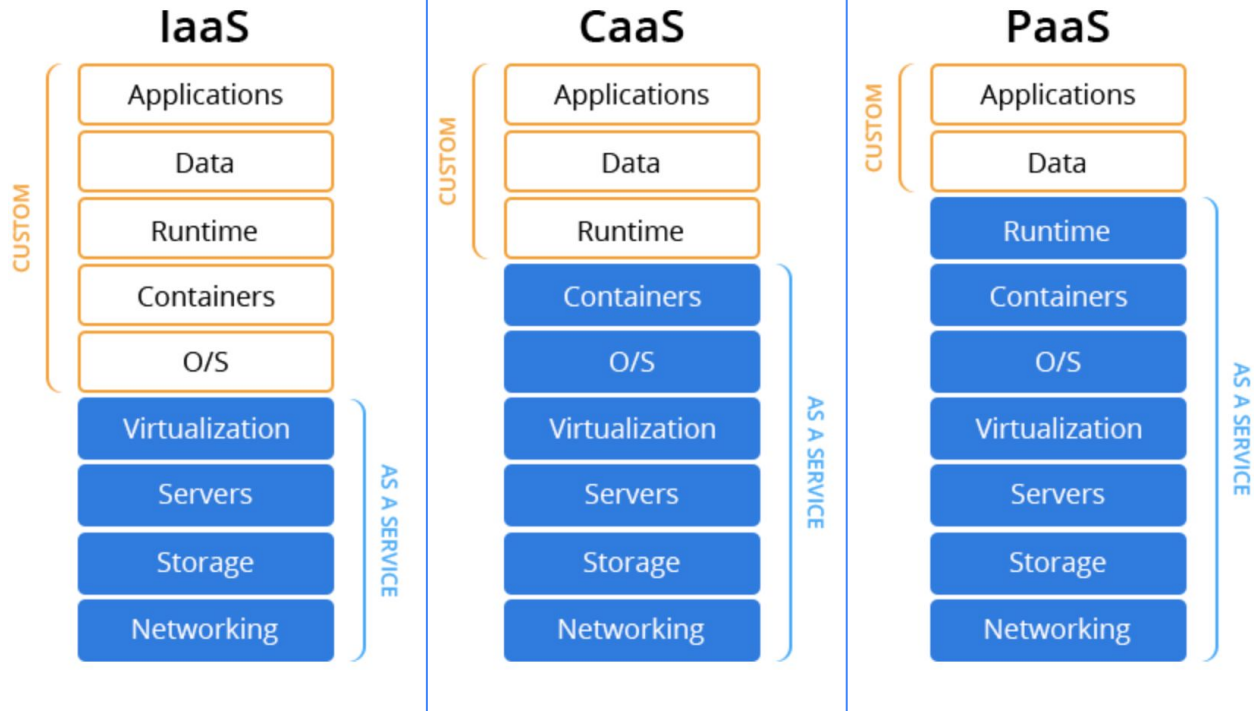 IaaS
CUSTOM
Applications
Data
Runtime
Containers
O/S
Virtualization
Servers
Storage
Networking
AS A SERVICE
CaaS
CUSTOM
Applications
Data
Runtime
Containers
O/S
Virtualization
Servers
Storage
Networking
AS A SERVICE
PaaS
CUSTOM
Applications
Data
Runtime
Containers
O/S
Virtualization
Servers
Storage
Networking
AS A SERVICE